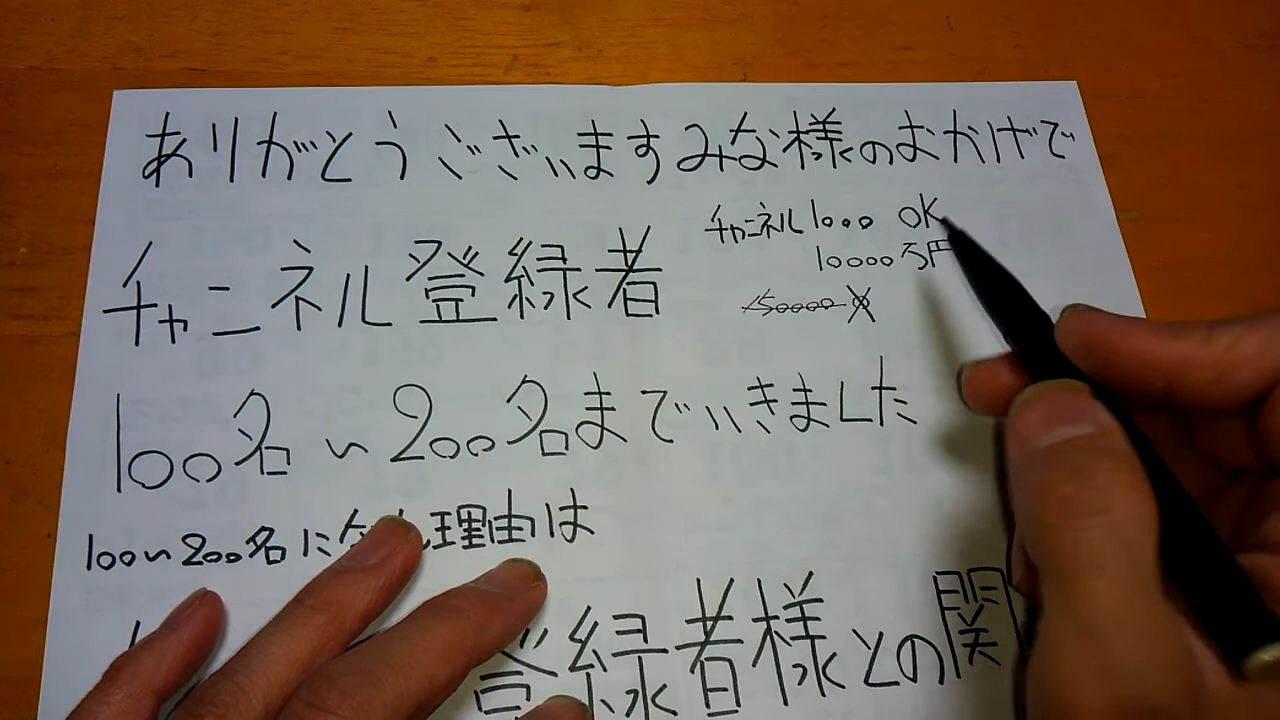 ありがとうございますみな様のおかげで
チャンネル1000 OK
チャンネル登録者
10000万円
50000
100名~200名まできました
100~200名に 理由は
登録者様との関